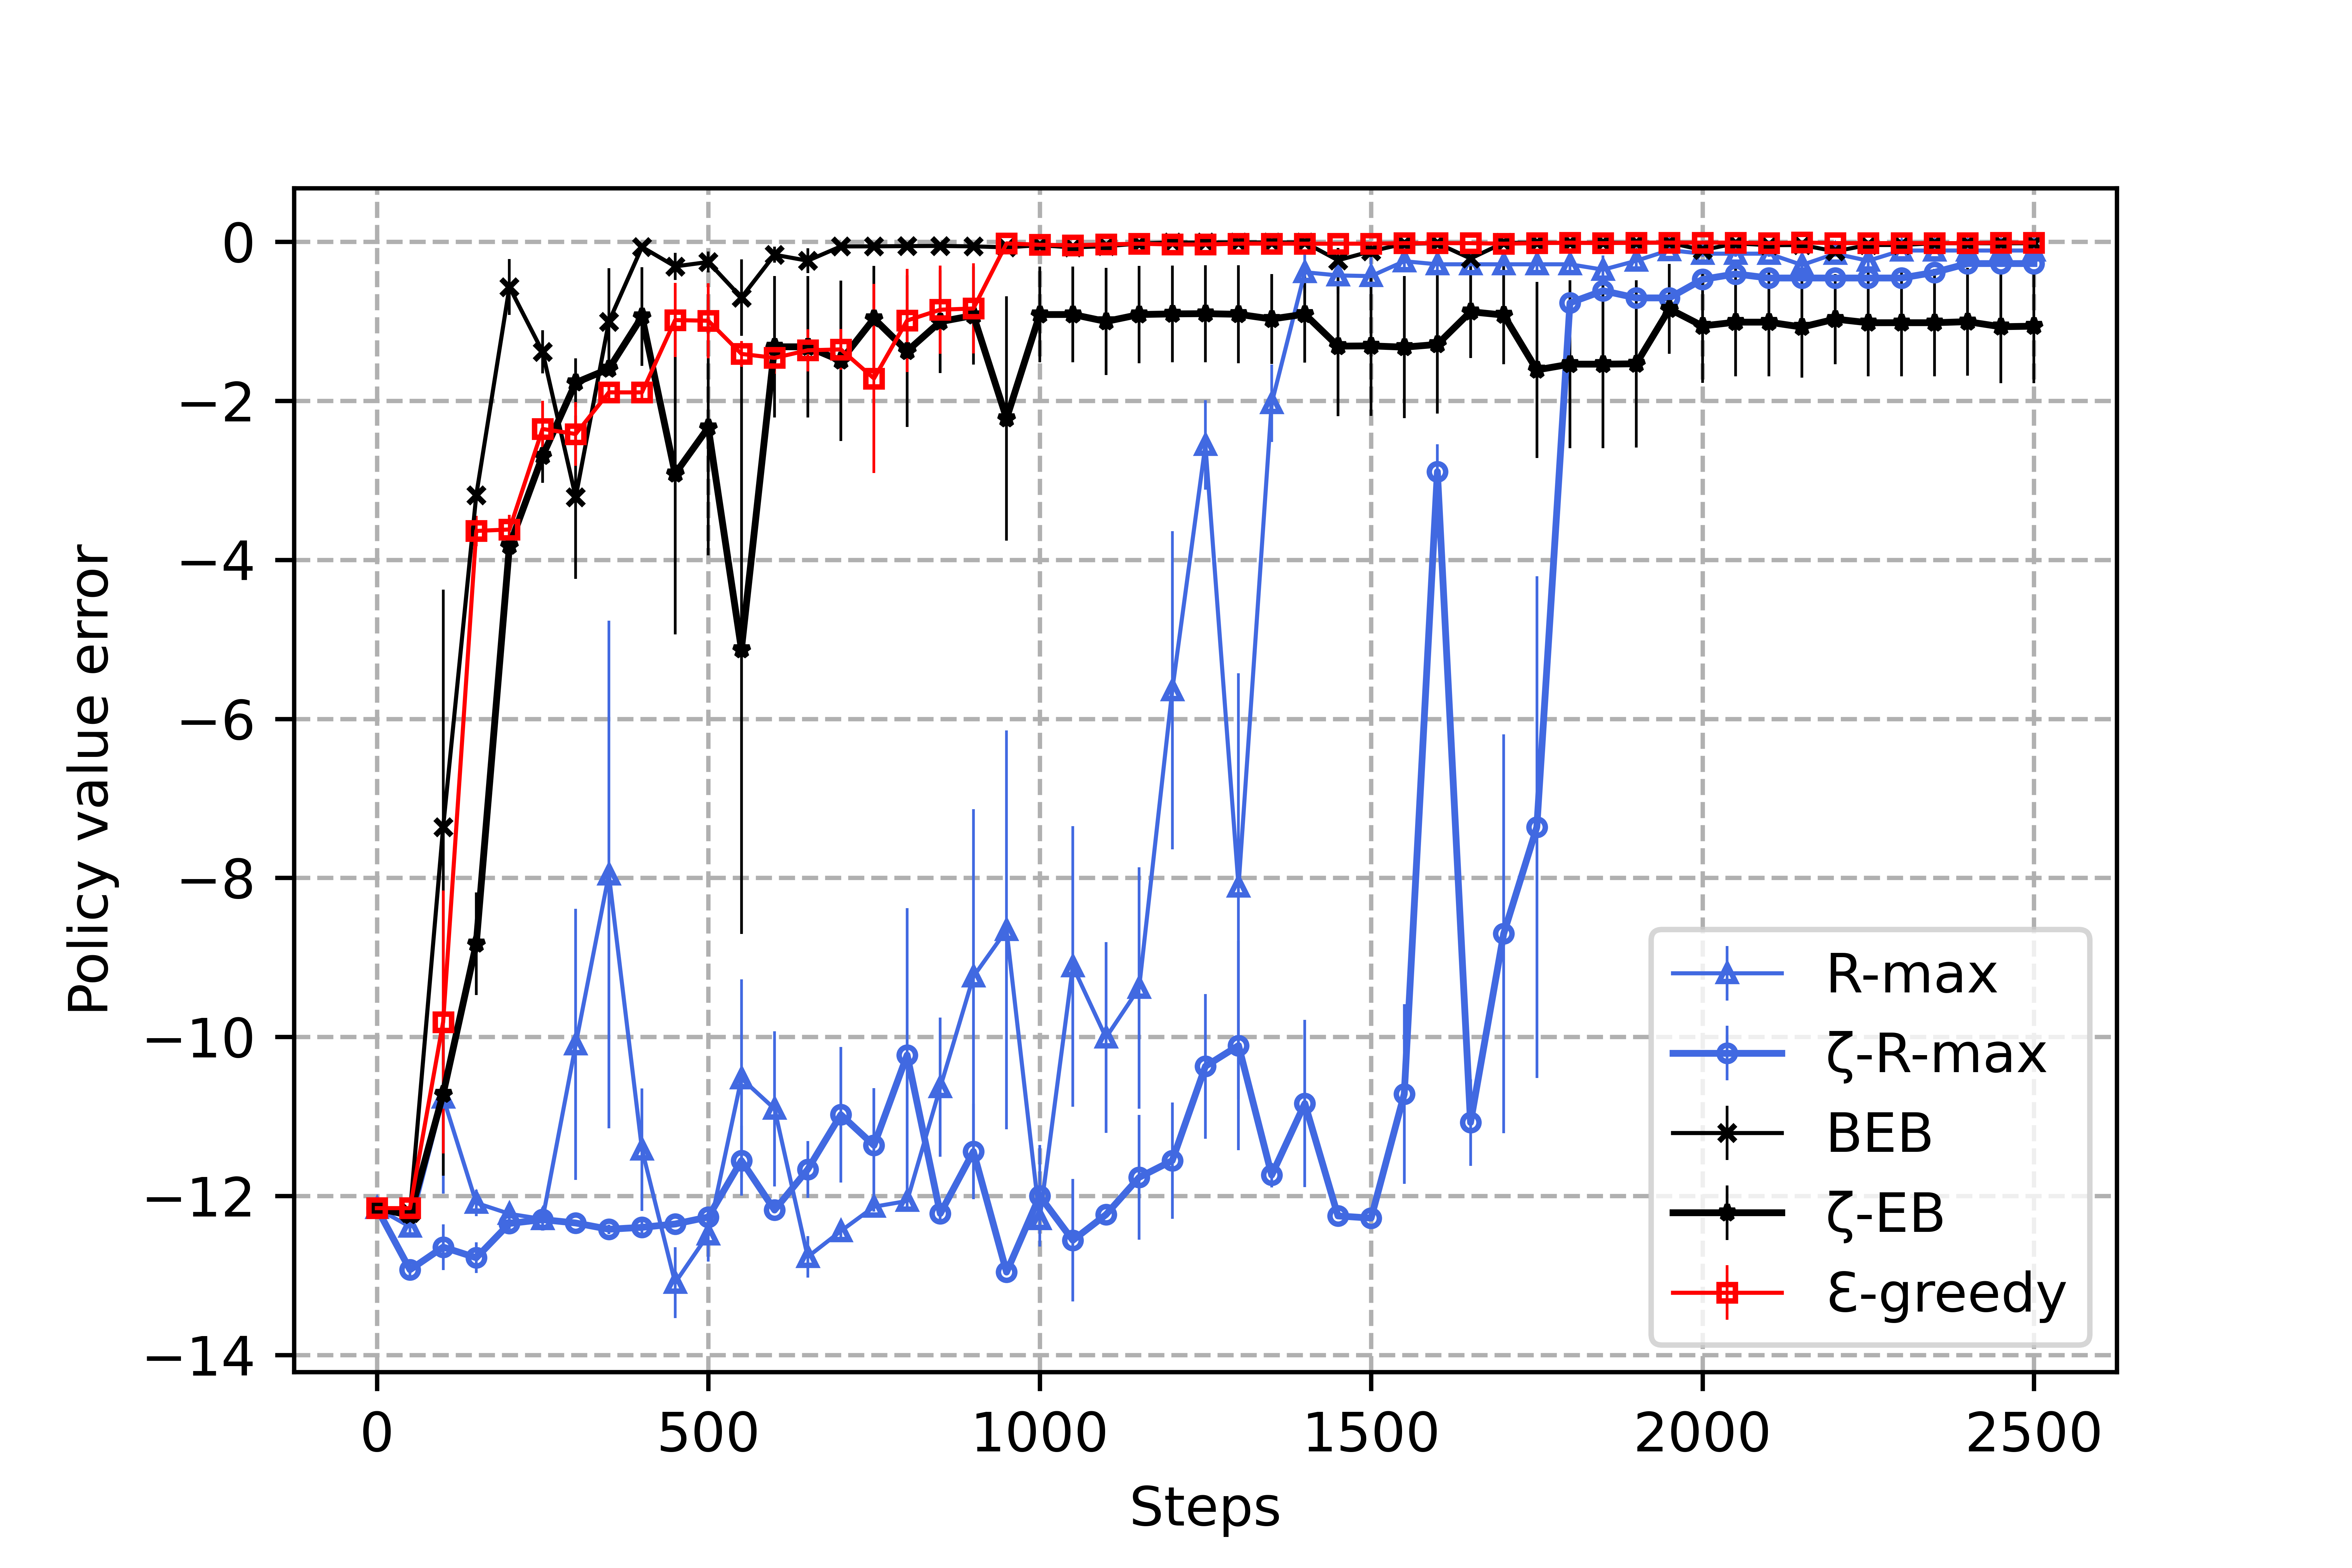 0
−2
−4
−6
−8
−10
−12
−14
Policy value error
R-max
ζ-R-max
BEB
ζ-EB
Ɛ-greedy
0 500 1000 1500 2000 2500
Steps